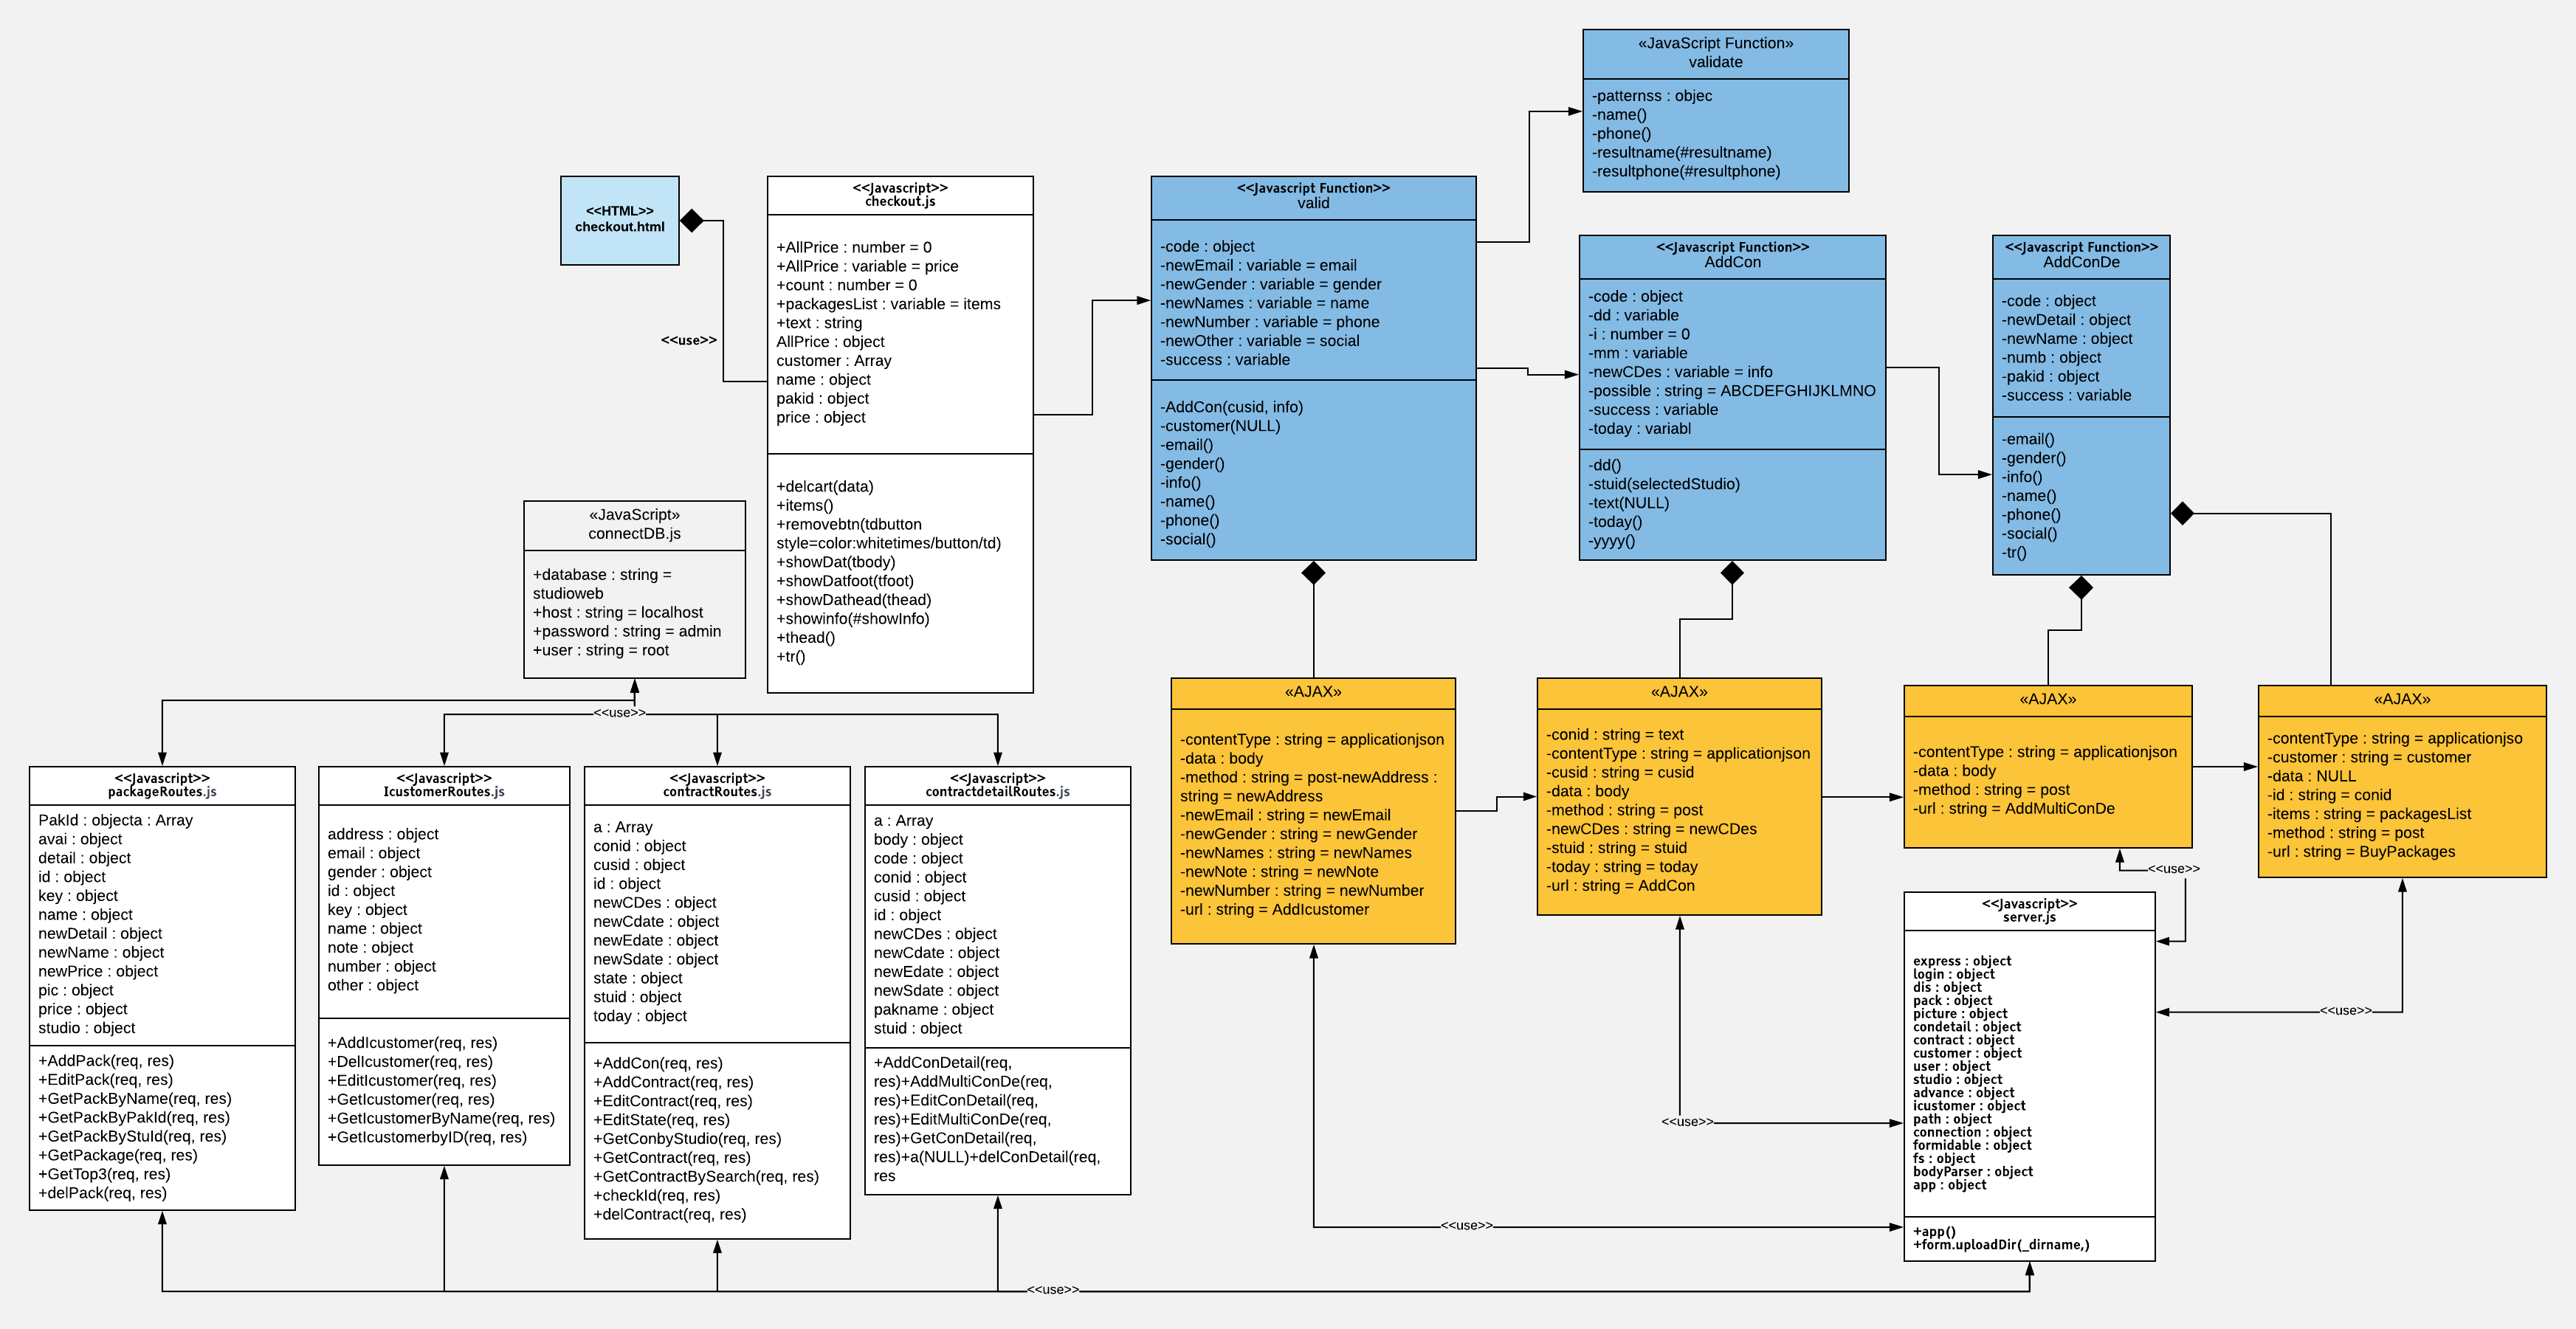 «JavaScript Function»
validate
-patternss : objec
-name()
-phone()
-resultname(#resultname)
-resultphone(#resultphone)
<<HTML>>
checkout.html
<<use>>
<<Javascript>>
checkout.js
+AllPrice : number = 0
+AllPrice : variable = price
+count : number = 0
+packagesList : variable = items
+text : string
AllPrice : object
customer : Array
name : object
pakid : object
price : object
+delcart(data)
+items()
+removebtn(tdbutton
style=color:whitetimes/button/td)
+showDat(tbody)
+showDatfoot(tfoot)
+showDathead(thead)
+showinfo(#showInfo)
+thead()
+tr()
<<Javascript Function>>
valid
-code : object
-newEmail : variable = email
-newGender : variable = gender
-newNames : variable = name
-newNumber : variable = phone
-newOther : variable = social
-success : variable
-AddCon(cusid, info)
-customer(NULL)
-email()
-gender()
-info()
-name()
-phone()
-social()
<<Javascript Function>>
AddCon
-code : object
-dd : variable
-i : number = 0
-mm : variable
-newCDes : variable = info
-possible : string = ABCDEFGHIJKLMNO
-success : variable
-today : variabl
-dd()
-stuid(selectedStudio)
-text(NULL)
-today()
-yyyy()
<<Javascript Function>>
AddConDe
-code : object
-newDetail : object
-newName : object
-numb : object
-pakid : object
-success : variable
-email()
-gender()
-info()
-name()
-phone()
-social()
-tr()
«JavaScript»
connectDB.js
+database : string =
studioweb
+host : string = localhost
+password : string = admin
+user : string = root
<<use>>
«AJAX»
-contentType : string = applicationjson
-data : body
-method : string = post-newAddress :
string = newAddress
-newEmail : string = newEmail
-newGender : string = newGender
-newNames : string = newNames
-newNote : string = newNote
-newNumber : string = newNumber
-url : string = AddIcustomer
«AJAX»
-conid : string = text
-contentType : string = applicationjson
-cusid : string = cusid
-data : body
-method : string = post
-newCDes : string = newCDes
-stuid : string = stuid
-today : string = today
-url : string = AddCon
«AJAX»
-contentType : string = applicationjson
-data : body
-method : string = post
-url : string = AddMultiConDe
«AJAX»
-contentType : string = applicationjso
-customer : string = customer
-data : NULL
-id : string = conid
-items : string = packagesList
-method : string = post
-url : string = BuyPackages
<<use>>
<<use>>
<<use>>
<<use>>
<<Javascript>>
packageRoutes.js
PakId : objecta : Array
avai : object
detail : object
id : object
key : object
name : object
newDetail : object
newName : object
newPrice : object
pic : object
price : object
studio : object
+AddPack(req, res)
+EditPack(req, res)
+GetPackByName(req, res)
+GetPackByPakId(req, res)
+GetPackByStuId(req, res)
+GetPackage(req, res)
+GetTop3(req, res)
+delPack(req, res)
<<Javascript>>
IcustomerRoutes.js
address : object
email : object
gender : object
id : object
key : object
name : object
note : object
number : object
other : object
+AddIcustomer(req, res)
+DelIcustomer(req, res)
+EditIcustomer(req, res)
+GetIcustomer(req, res)
+GetIcustomerByName(req, res)
+GetIcustomerbyID(req, res)
<<Javascript>>
contractRoutes.js
a : Array
conid : object
cusid : object
id : object
newCDes : object
newCdate : object
newEdate : object
newSdate : object
state : object
stuid : object
today : object
+AddCon(req, res)
+AddContract(req, res)
+EditContract(req, res)
+EditState(req, res)
+GetConbyStudio(req, res)
+GetContract(req, res)
+GetContractBySearch(req, res)
+checkId(req, res)
+delContract(req, res)
<<Javascript>>
contractdetailRoutes.js
a : Array
body : object
code : object
conid : object
cusid : object
id : object
newCDes : object
newCdate : object
newEdate : object
newSdate : object
pakname : object
stuid : object
+AddConDetail(req,
res)+AddMultiConDe(req,
res)+EditConDetail(req,
res)+EditMultiConDe(req,
res)+GetConDetail(req,
res)+a(NULL)+delConDetail(req,
res
<<Javascript>>
server.js
express : object
login : object
dis : object
pack : object
picture : object
condetail : object
contract : object
customer : object
user : object
studio : object
advance : object
icustomer : object
path : object
connection : object
formidable : object
fs : object
bodyParser : object
app : object
+app()
+form.uploadDir(_dirname,)
<<use>>